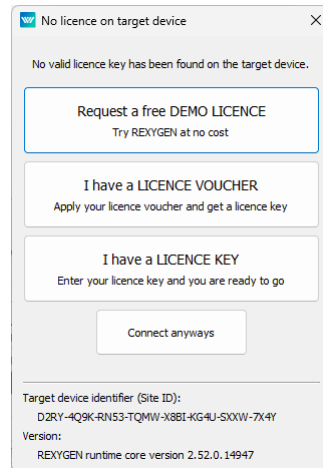 No licence on target device
No valid licence key has been found on the target device.
Request a free DEMO LICENCE
Try REXYGEN at no cost
I have a LICENCE VOUCHER
Apply your licence voucher and get a licence key
I have a LICENCE KEY
Enter your licence key and you are ready to go
Connect anyways
Target device identifier (Site ID):
D2RY-4Q9K-RN53-TQMW-X8BI-KG4U-SXXW-7X4Y
Version:
REXYGEN runtime core version 2.52.0.14947